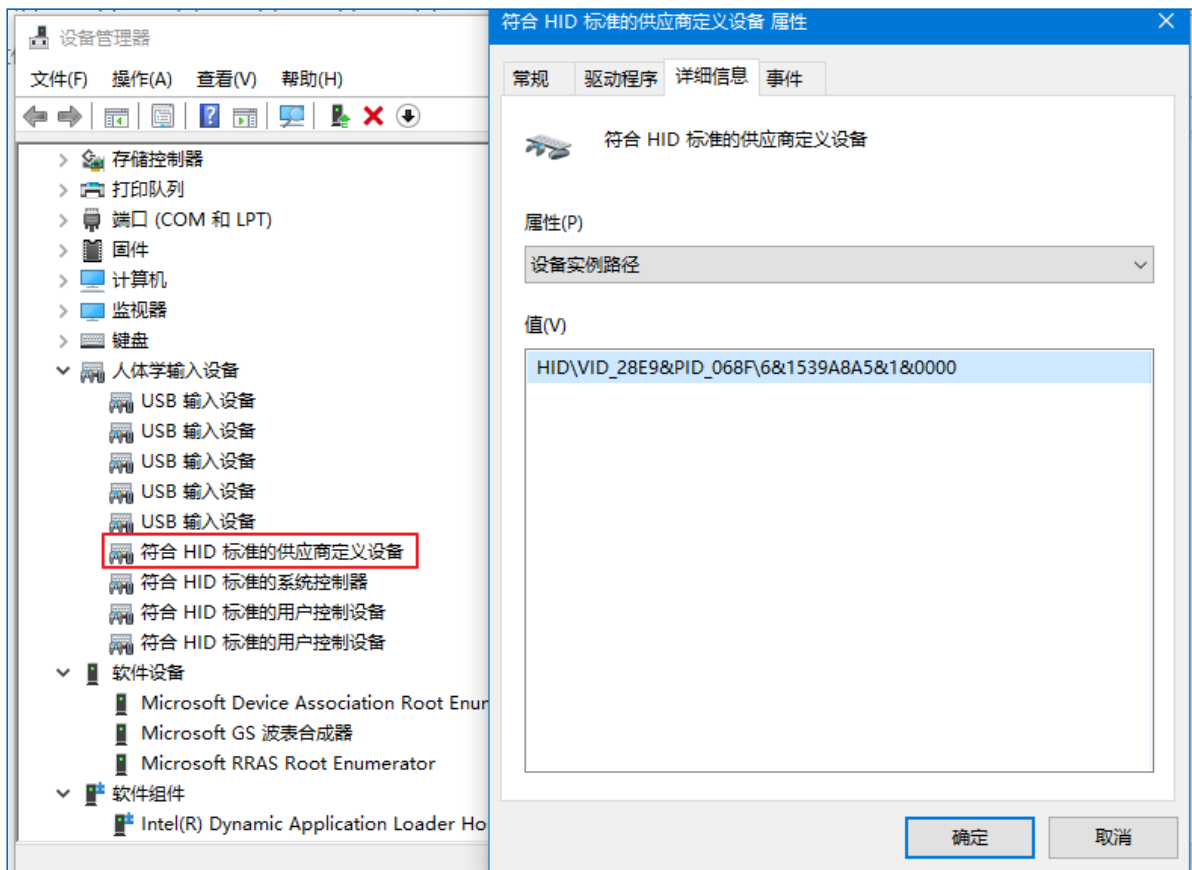 设备管理器
文件(F) 操作(A) 查看(V) 帮助(H)
存储控制器
打印队列
端口 (COM 和 LPT)
固件
计算机
监视器
键盘
人体学输入设备
USB 输入设备
USB 输入设备
USB 输入设备
USB 输入设备
USB 输入设备
符合 HID 标准的供应商定义设备
符合 HID 标准的系统控制器
符合 HID 标准的用户控制设备
符合 HID 标准的用户控制设备
软件设备
Microsoft Device Association Root Enur
Microsoft GS 波表合成器
Microsoft RRAS Root Enumerator
软件组件
Intel(R) Dynamic Application Loader Ho
符合 HID 标准的供应商定义设备 属性
常规 驱动程序 详细信息 事件
符合 HID 标准的供应商定义设备
属性(P)
设备实例路径
值(V)
HID\VID_28E9&PID_068F\6&1539A8A5&1&0000
确定 取消